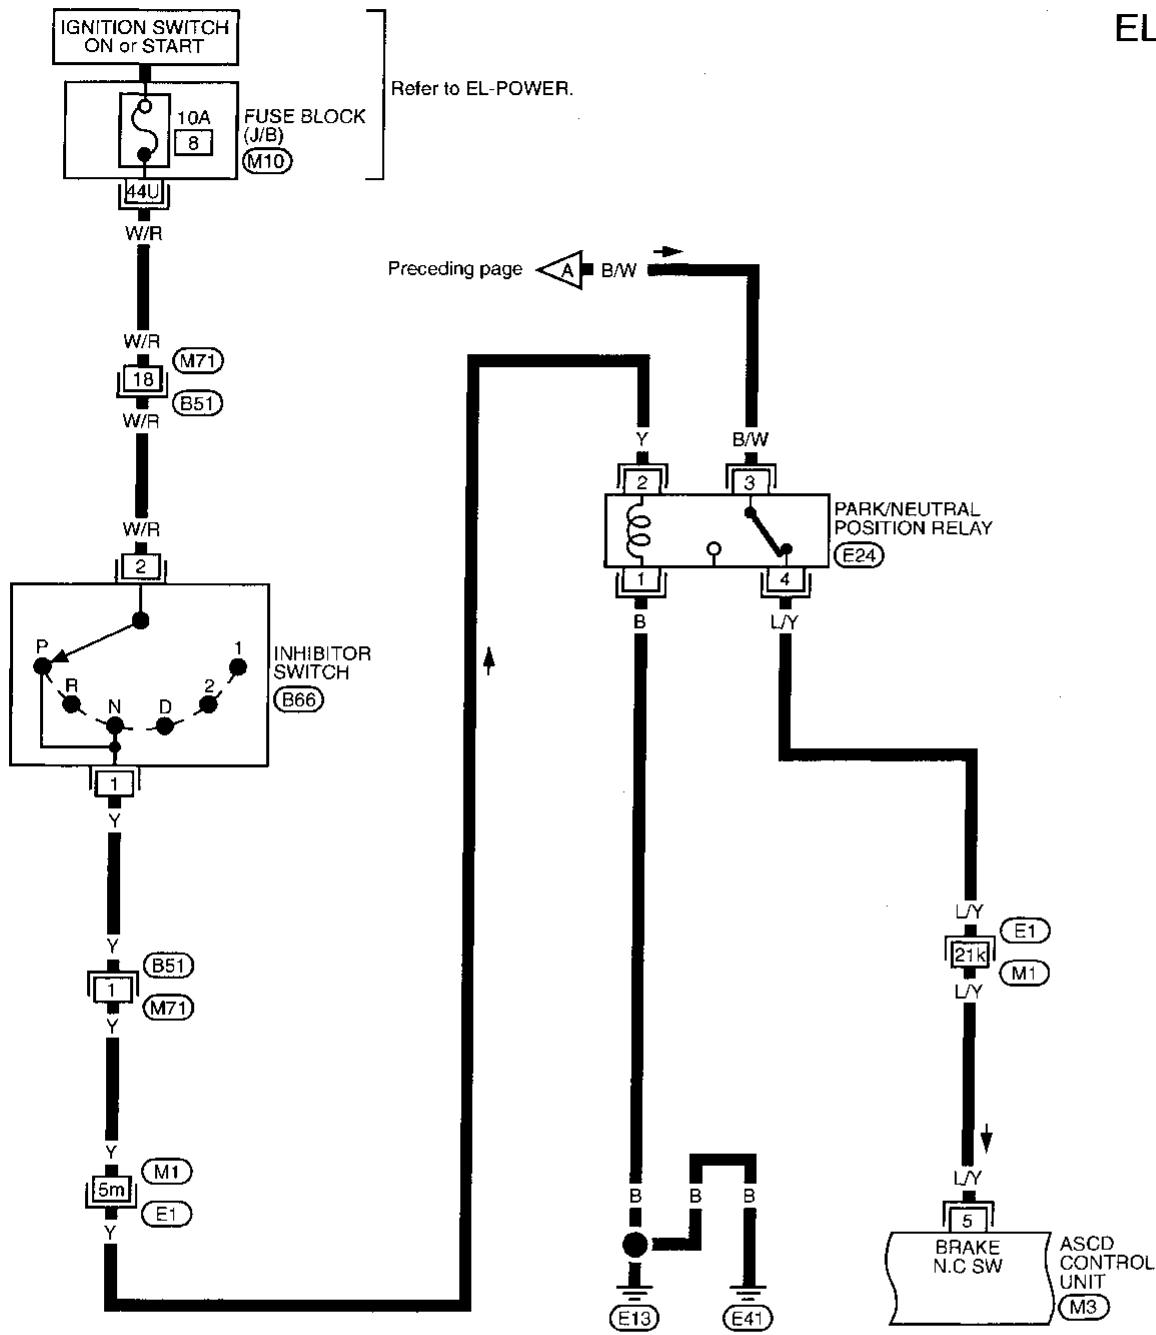 EL
IGNITION SWITCH
ON or START
Refer to EL-POWER.
10A
8
FUSE BLOCK
(J/B)
M10
44U
W/R
Preceding page
A
B/W
W/R
M71
18
B51
W/R
Y
B/W
2
3
PARK/NEUTRAL
POSITION RELAY
E24
W/R
2
1
4
B
L/Y
P
R
N
D
2
1
INHIBITOR
SWITCH
B66
1
Y
L/Y
E1
21k
M1
L/Y
Y
B51
1
M71
Y
Y
M1
5m
E1
Y
B
B
B
L/Y
5
BRAKE
N.C SW
ASCD
CONTROL
UNIT
M3
E13
E41